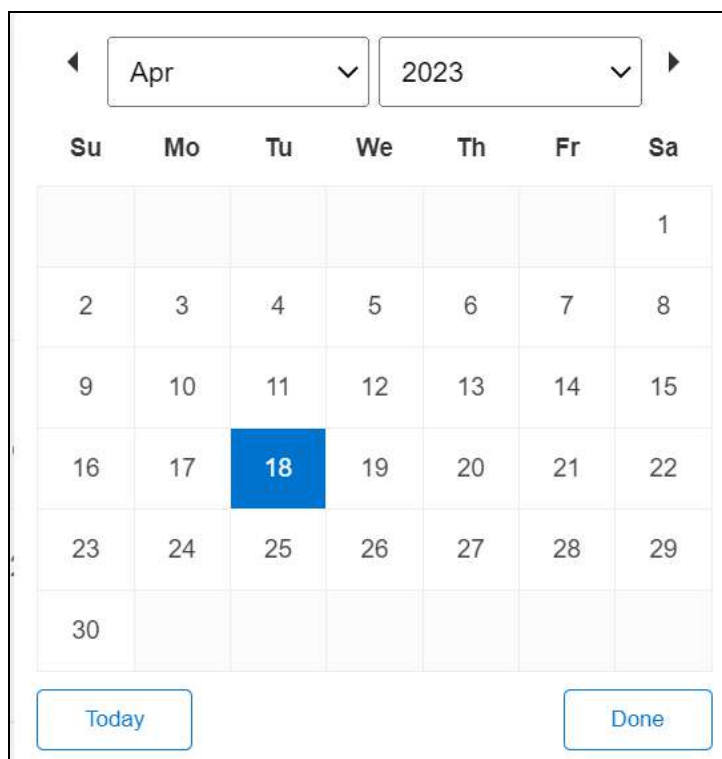 Apr 2023
Su Mo Tu We Th Fr Sa
1
2 3 4 5 6 7 8
9 10 11 12 13 14 15
16 17 18 19 20 21 22
23 24 25 26 27 28 29
30
Today Done